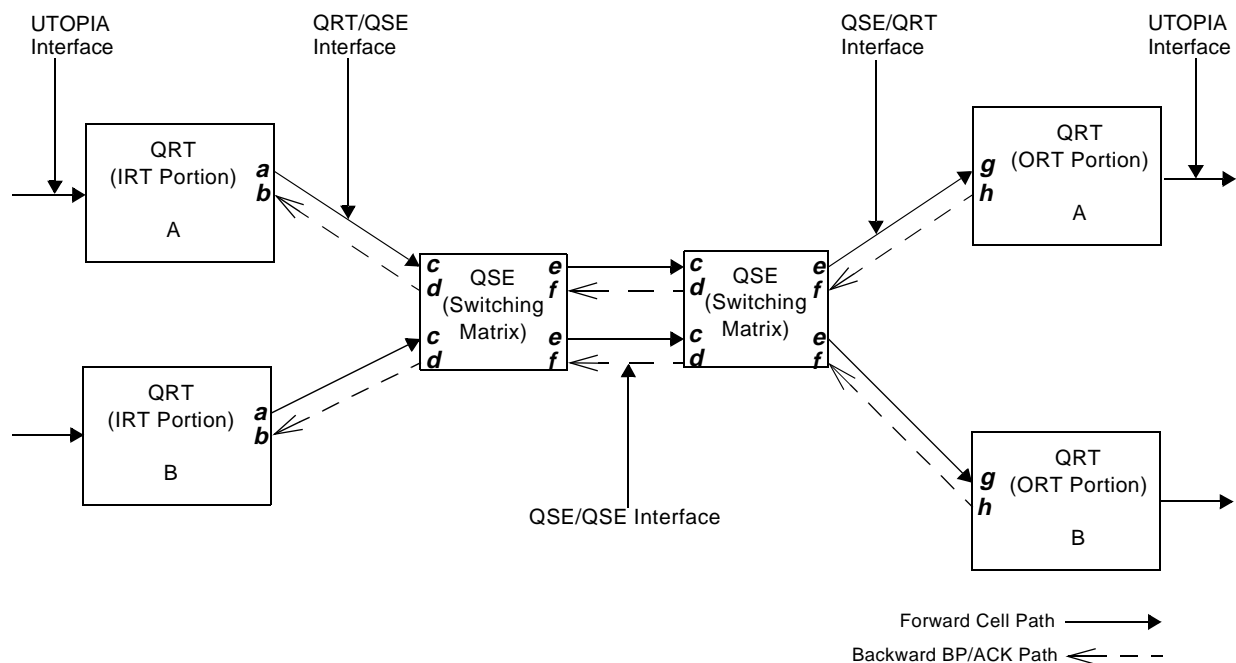 UTOPIA
Interface
QRT/QSE
Interface
QSE/QRT
Interface
UTOPIA
Interface
QRT
(IRT Portion)
A
a
b
QRT
(ORT Portion)
A
g
h
c
d
c
d
QSE
(Switching
Matrix)
e
f
e
f
c
d
c
d
QSE
(Switching
Matrix)
e
f
e
f
QRT
(IRT Portion)
B
a
b
QRT
(ORT Portion)
B
g
h
QSE/QSE Interface
Forward Cell Path
Backward BP/ACK Path